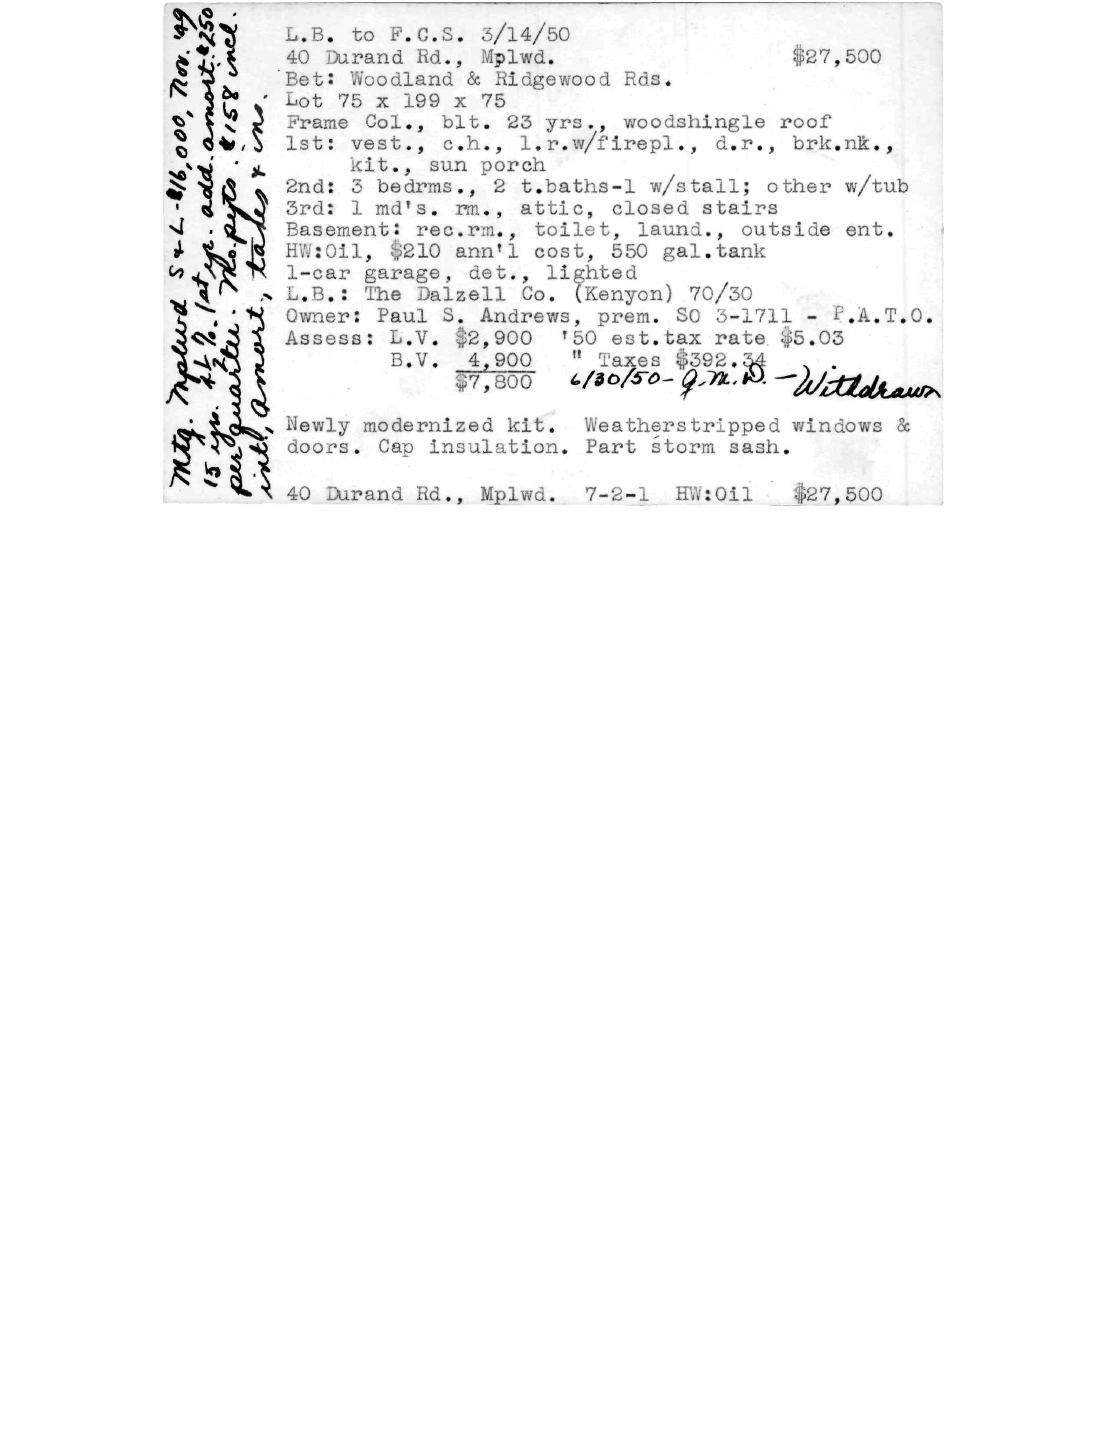 L.B. to F.C.S. 3/14/50
40 Durand Rd., Mplwd. $27,500
Bet: Woodland & Ridgewood Rds.
Lot 75 x 199 x 75
Frame Col., blt. 23 yrs., woodshingle roof
1st: vest., c.h., l.r.w/firepl., d.r., brk.nk.,
kit., sun porch
2nd: 3 bedrms., 2 t.baths-1 w/stall; other w/tub
3rd: 1 md's. rm., attic, closed stairs
Basement: rec.rm., toilet, laund., outside ent.
HW:Oil, $210 ann'l cost, 550 gal.tank
1-car garage, det., lighted
L.B.: The Dalzell Co. (Kenyon) 70/30
Owner: Paul S. Andrews, prem. SO 3-1711 - P.A.T.O.
Assess: L.V. $2,900 '50 est.tax rate $5.03
B.V. 4,900 " Taxes $392.34
$7,800 6/30/50 - J.M.D. - Withdrawn
Newly modernized kit. Weatherstripped windows &
doors. Cap insulation. Part storm sash.
40 Durand Rd., Mplwd. 7-2-1 HW:Oil $27,500
Mtg. Mplwd S & L - $16,000, Nov. '49
15 yrs. 4½%. 1st yr. add. amort. $250
per quarter. Mo. pyts. $158 incl.
int., amort., taxes & ins.